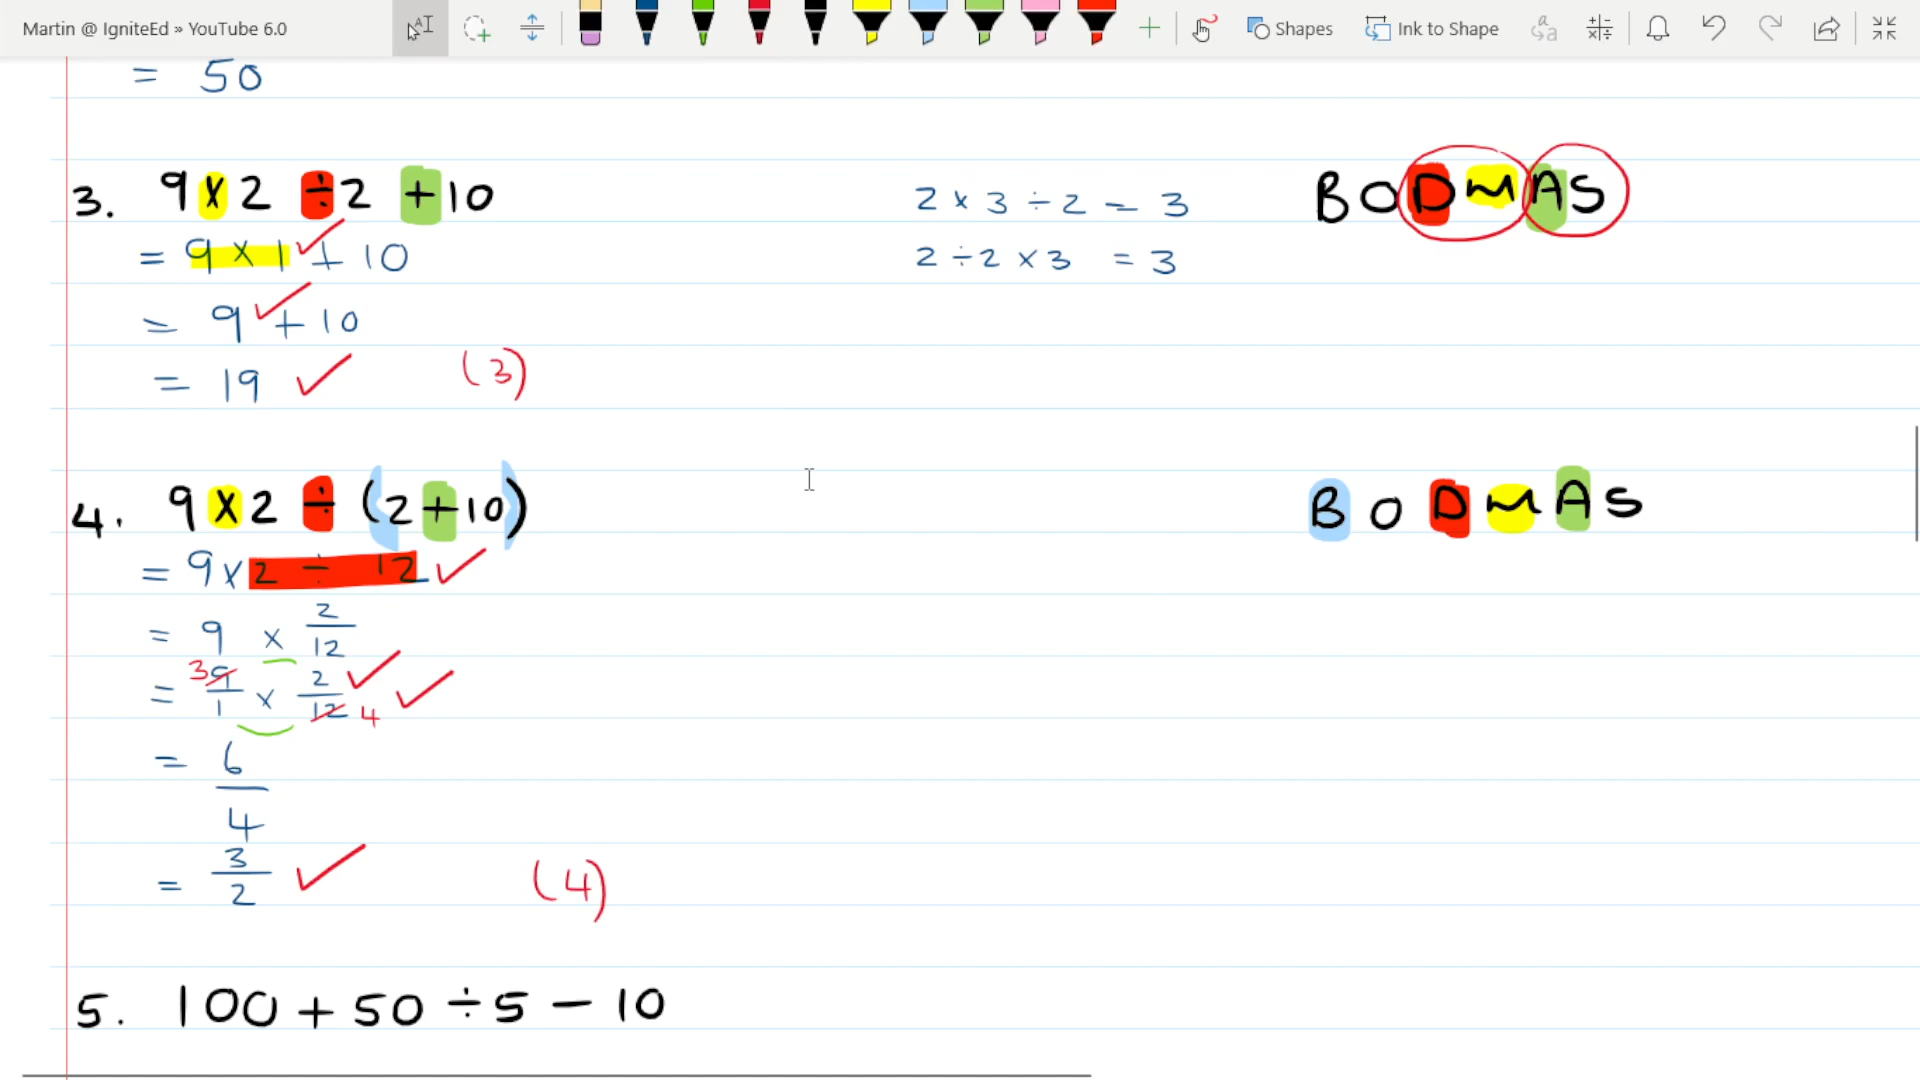 Martin @ IgniteEd » YouTube 6.0
Shapes
Ink to Shape
= 50
3. 9 × 2 ÷ 2 + 10
= 9 × 1 + 10
= 9 + 10
= 19 (3)
2 × 3 ÷ 2 = 3
2 ÷ 2 × 3 = 3
BODMAS
4. 9 × 2 ÷ (2 + 10)
= 9 × 2 ÷ 12
= 9 × 2/12
= 3 9/1 × 2/12 4
= 6/4
= 3/2 (4)
BODMAS
5. 100 + 50 ÷ 5 − 10